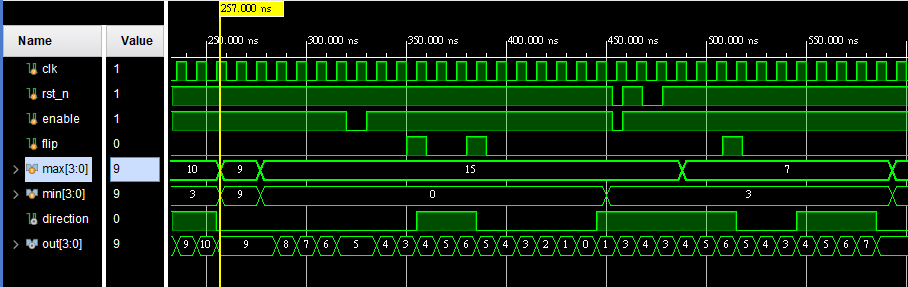 257.000 ns
Name Value 250.000 ns 300.000 ns 350.000 ns 400.000 ns 450.000 ns 500.000 ns 550.000 ns
clk 1
rst_n 1
enable 1
flip 0
max[3:0] 9 10 9 15 7
min[3:0] 9 3 9 0 3
direction 0
out[3:0] 9 9 10 9 8 7 6 5 4 3 4 5 6 5 4 3 2 1 0 1 3 4 3 4 5 6 5 4 3 4 5 6 7